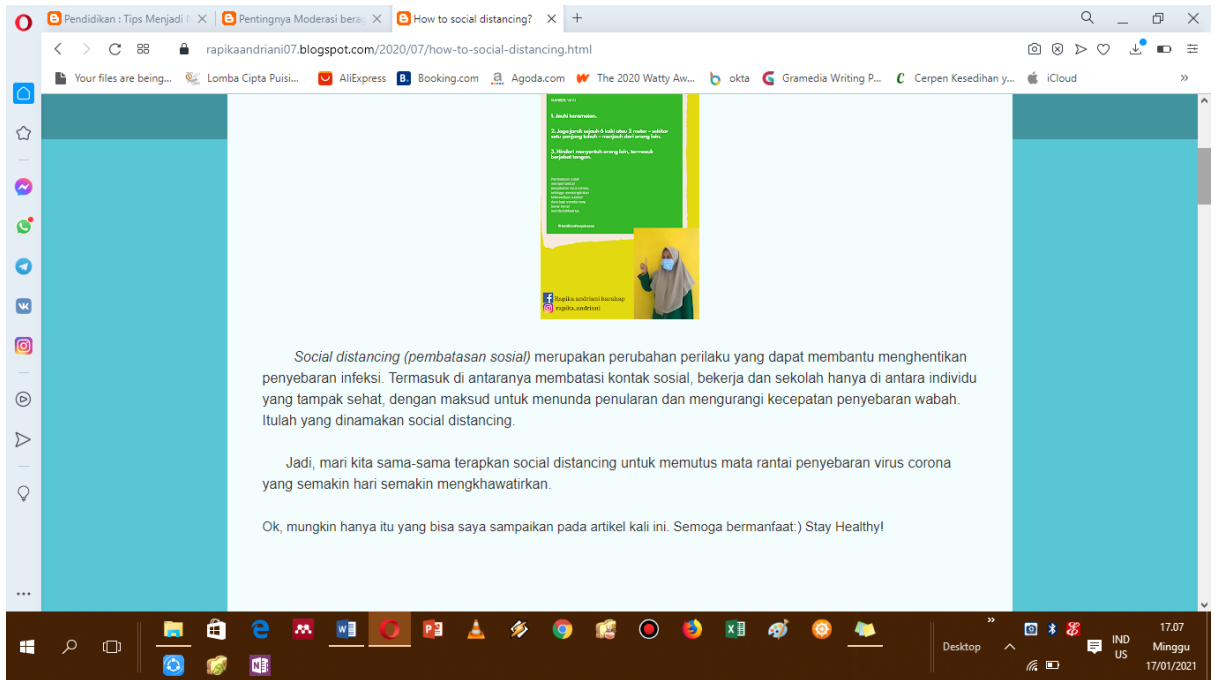 Pendidikan : Tips Menjadi
Pentingnya Moderasi berag
How to social distancing?
rapikaandriani07.blogspot.com/2020/07/how-to-social-distancing.html
Your files are being...
Lomba Cipta Puisi...
AliExpress
Booking.com
Agoda.com
The 2020 Watty Aw...
okta
Gramedia Writing P...
Cerpen Kesedihan y...
iCloud
1. Jauhi keramaian.
2. Jaga jarak sejauh 6 kaki atau 2 meter – sekitar
satu panjang tubuh – menjauh dari orang lain.
3. Hindari menyentuh orang lain, termasuk
berjabat tangan.
Rapika andriani harahap
rapika_andriani
Social distancing (pembatasan sosial) merupakan perubahan perilaku yang dapat membantu menghentikan
penyebaran infeksi. Termasuk di antaranya membatasi kontak sosial, bekerja dan sekolah hanya di antara individu
yang tampak sehat, dengan maksud untuk menunda penularan dan mengurangi kecepatan penyebaran wabah.
Itulah yang dinamakan social distancing.
Jadi, mari kita sama-sama terapkan social distancing untuk memutus mata rantai penyebaran virus corona
yang semakin hari semakin mengkhawatirkan.
Ok, mungkin hanya itu yang bisa saya sampaikan pada artikel kali ini. Semoga bermanfaat:) Stay Healthy!
Desktop
IND
US
17.07
Minggu
17/01/2021